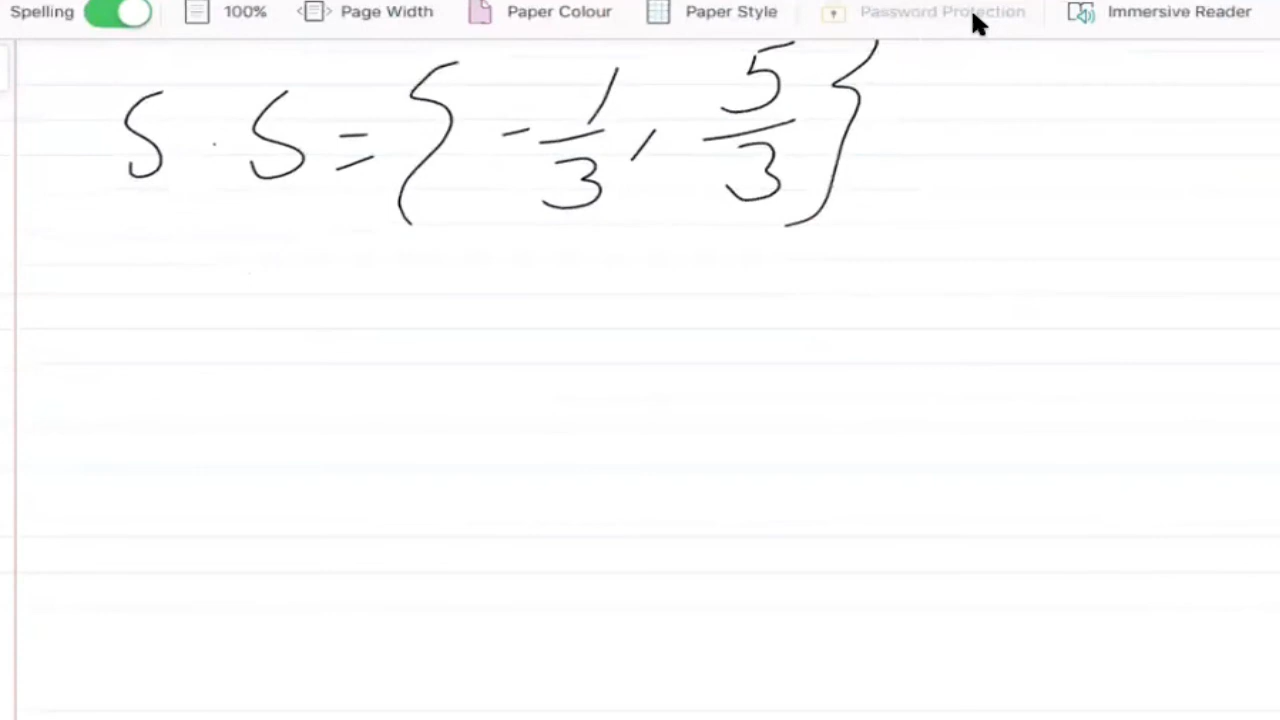 Spelling 100% Page Width Paper Colour Paper Style Password Protection Immersive Reader
S . S = { - 1/3 , 5/3 }